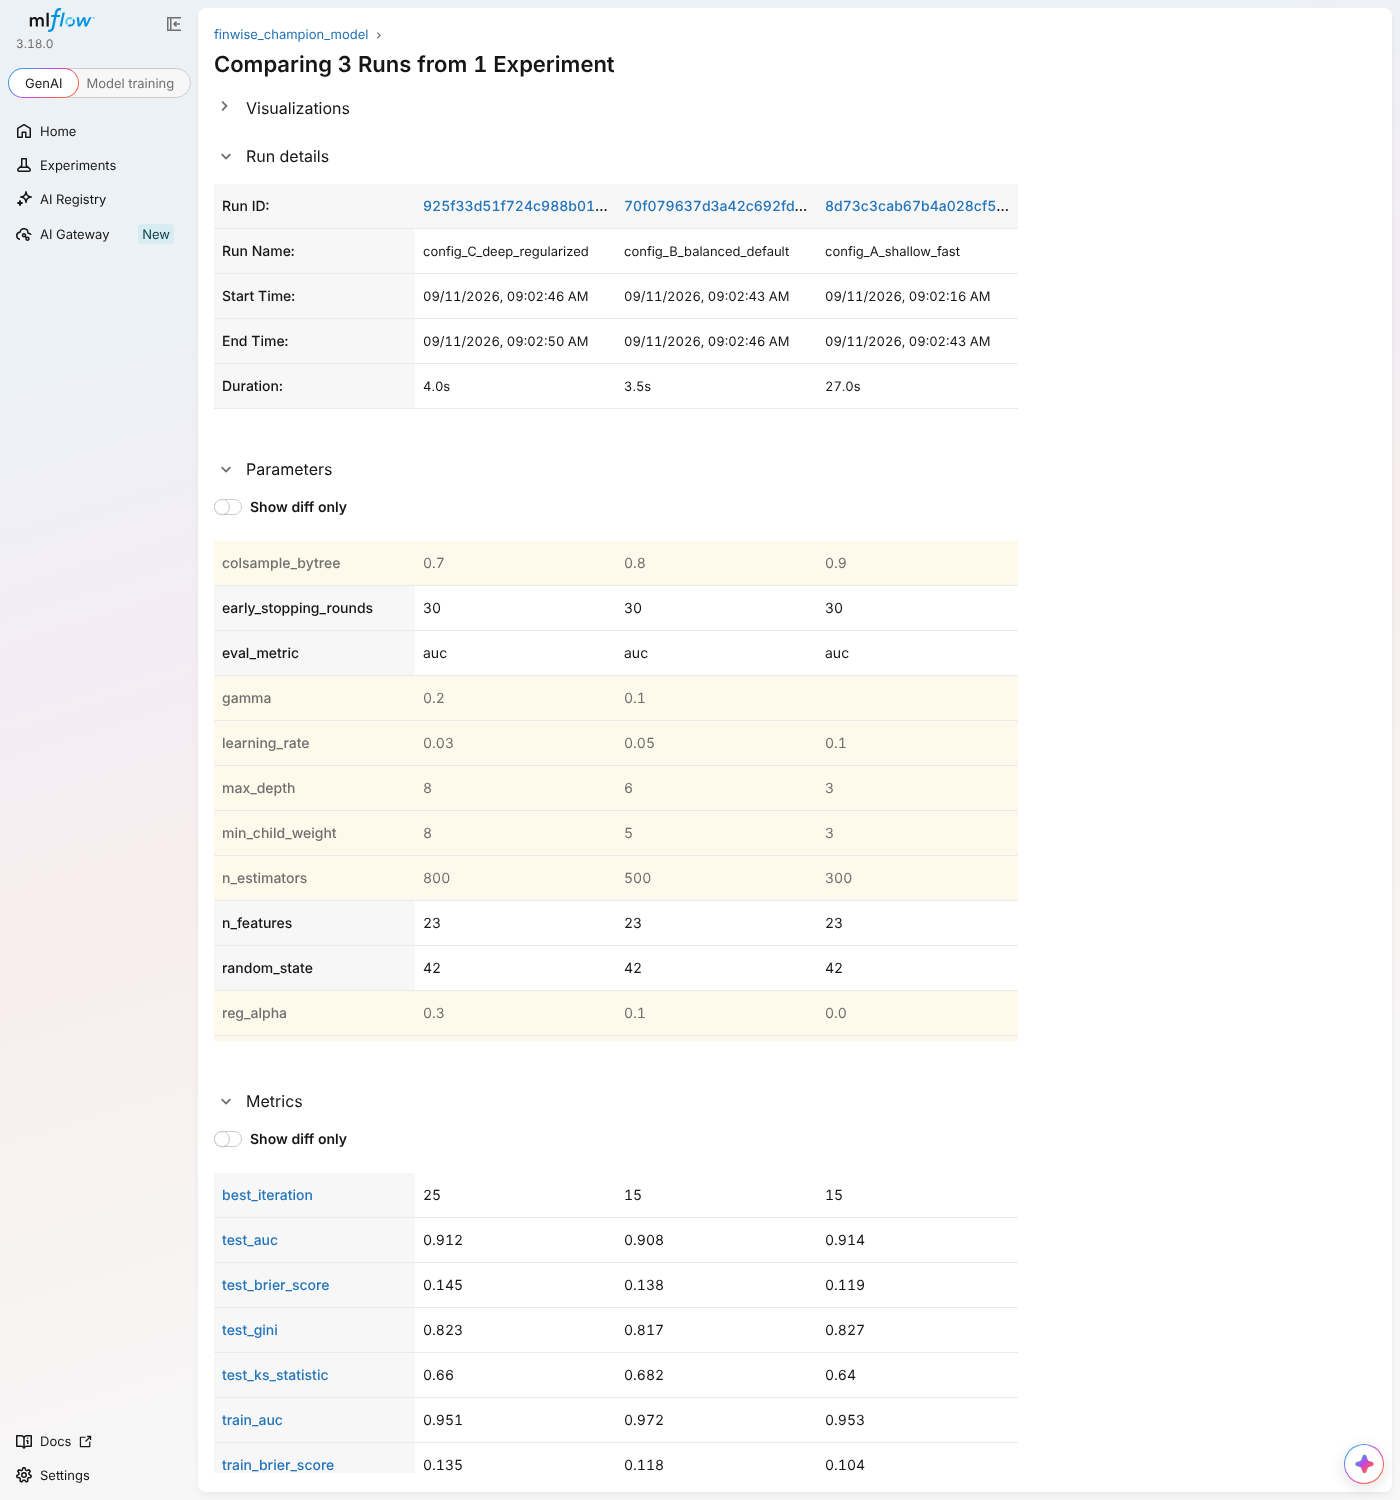 mlflow
3.18.0
GenAI Model training
Home
Experiments
AI Registry
AI Gateway New
Docs
Settings
finwise_champion_model
Comparing 3 Runs from 1 Experiment
Visualizations
Run details
Run ID: 925f33d51f724c988b01... 70f079637d3a42c692fd... 8d73c3cab67b4a028cf5...
Run Name: config_C_deep_regularized config_B_balanced_default config_A_shallow_fast
Start Time: 09/11/2026, 09:02:46 AM 09/11/2026, 09:02:43 AM 09/11/2026, 09:02:16 AM
End Time: 09/11/2026, 09:02:50 AM 09/11/2026, 09:02:46 AM 09/11/2026, 09:02:43 AM
Duration: 4.0s 3.5s 27.0s
Parameters
Show diff only
colsample_bytree 0.7 0.8 0.9
early_stopping_rounds 30 30 30
eval_metric auc auc auc
gamma 0.2 0.1
learning_rate 0.03 0.05 0.1
max_depth 8 6 3
min_child_weight 8 5 3
n_estimators 800 500 300
n_features 23 23 23
random_state 42 42 42
reg_alpha 0.3 0.1 0.0
Metrics
Show diff only
best_iteration 25 15 15
test_auc 0.912 0.908 0.914
test_brier_score 0.145 0.138 0.119
test_gini 0.823 0.817 0.827
test_ks_statistic 0.66 0.682 0.64
train_auc 0.951 0.972 0.953
train_brier_score 0.135 0.118 0.104